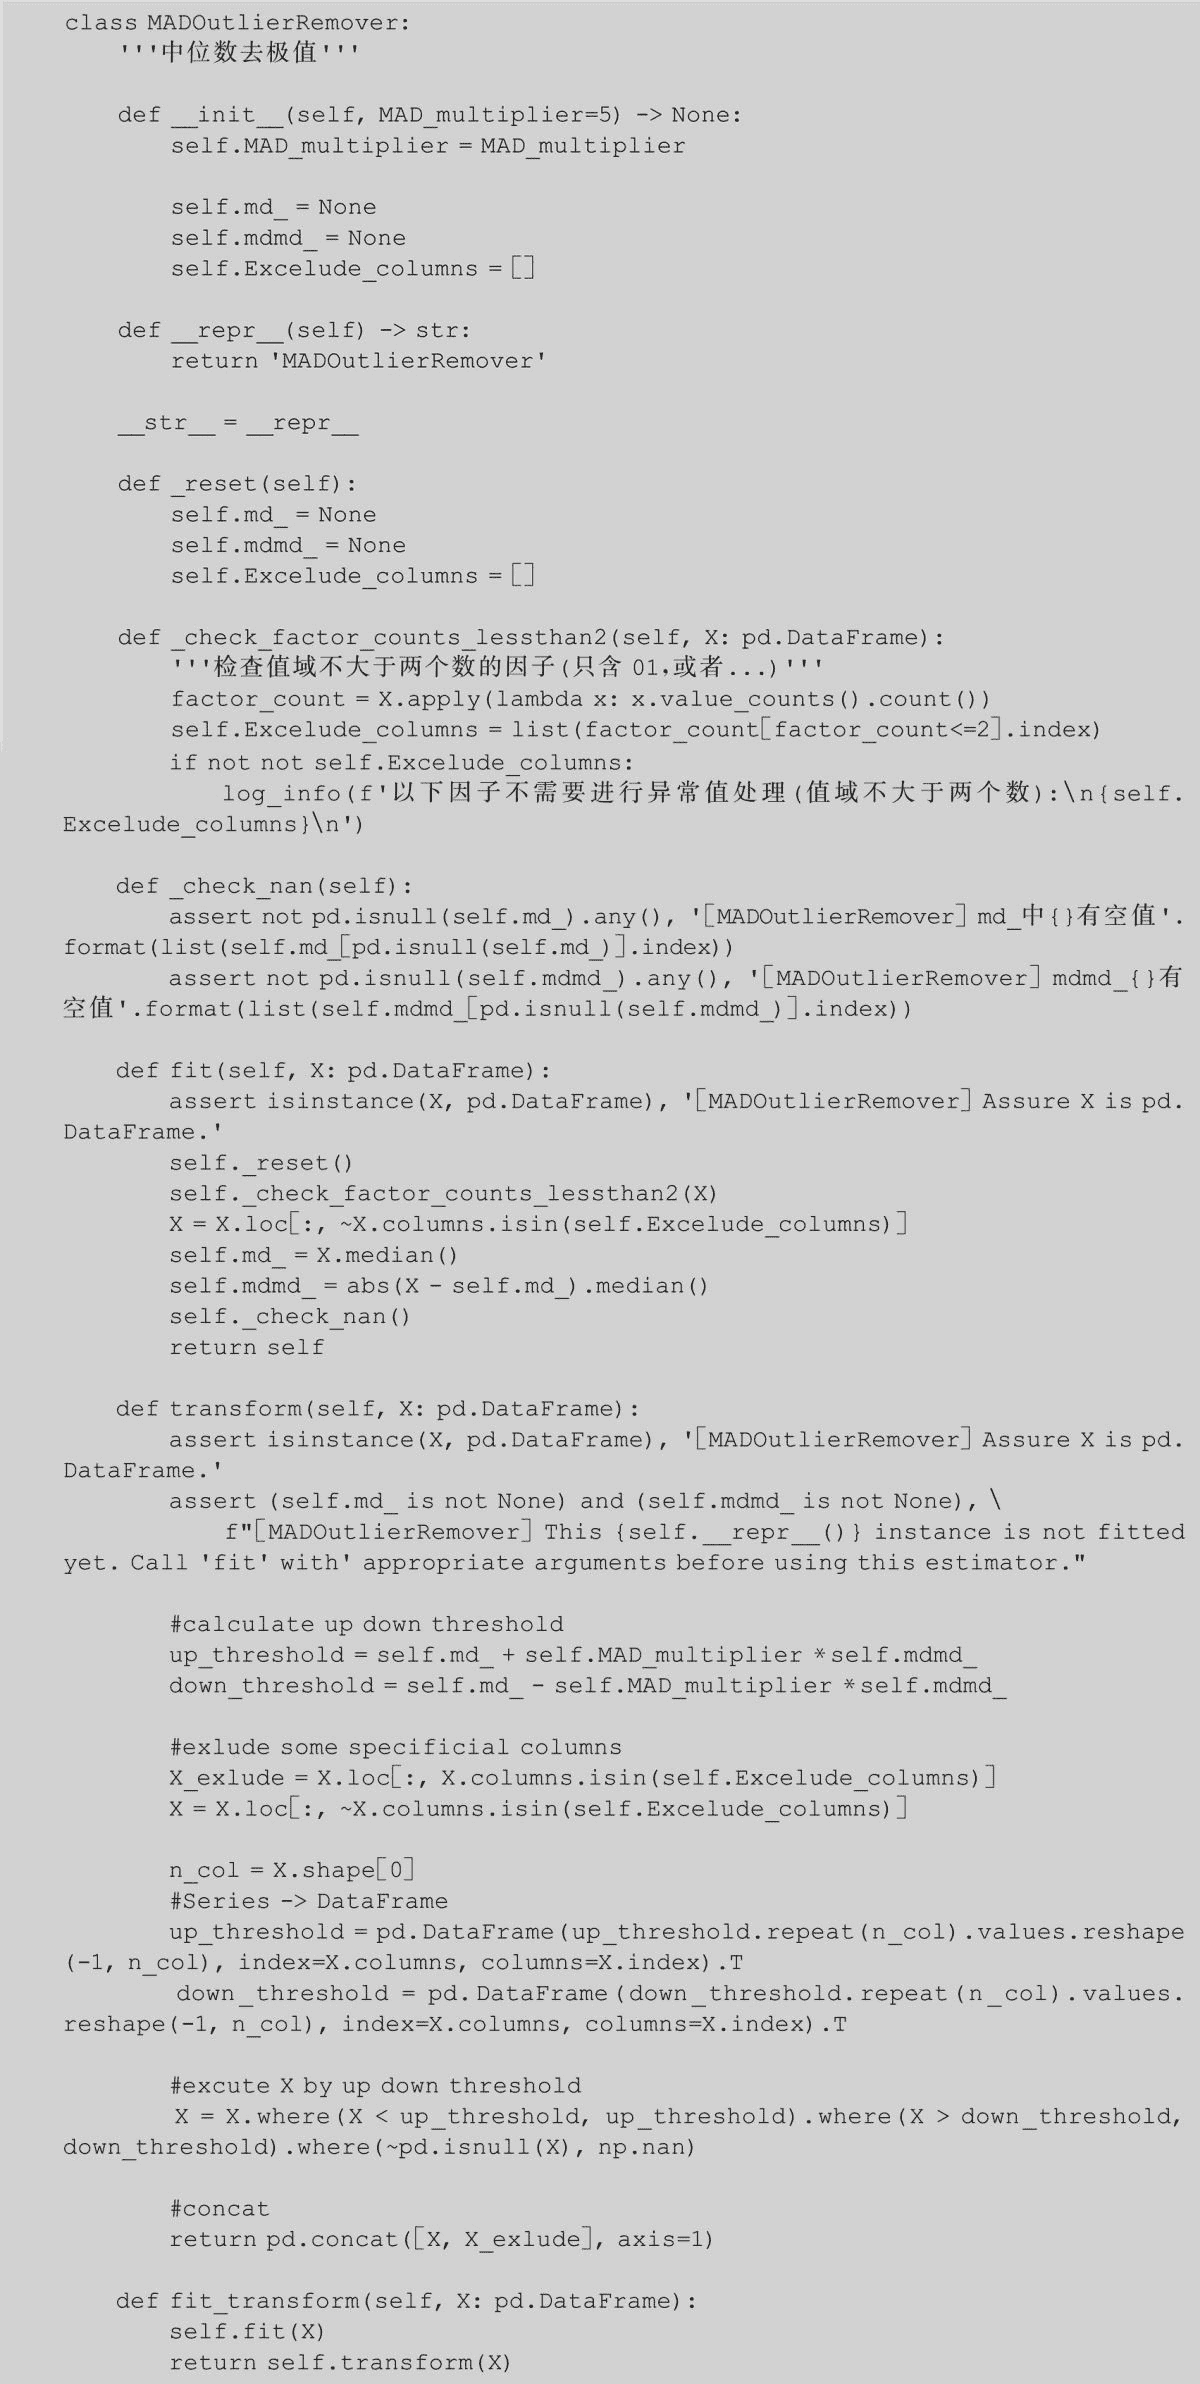 class MADOutlierRemover:
    '''中位数去极值'''

    def __init__(self, MAD_multiplier=5) -> None:
        self.MAD_multiplier = MAD_multiplier

        self.md_ = None
        self.mdmd_ = None
        self.Excelude_columns = []

    def __repr__(self) -> str:
        return 'MADOutlierRemover'

    __str__ = __repr__

    def _reset(self):
        self.md_ = None
        self.mdmd_ = None
        self.Excelude_columns = []

    def _check_factor_counts_lessthan2(self, X: pd.DataFrame):
        '''检查值域不大于两个数的因子(只含 01,或者...)'''
        factor_count = X.apply(lambda x: x.value_counts().count())
        self.Excelude_columns = list(factor_count[factor_count<=2].index)
        if not not self.Excelude_columns:
            log_info(f'以下因子不需要进行异常值处理(值域不大于两个数):\n{self.
Excelude_columns}\n')

    def _check_nan(self):
        assert not pd.isnull(self.md_).any(), '[MADOutlierRemover] md_中{}有空值'.
format(list(self.md_[pd.isnull(self.md_)].index))
        assert not pd.isnull(self.mdmd_).any(), '[MADOutlierRemover] mdmd_{}有
空值'.format(list(self.mdmd_[pd.isnull(self.mdmd_)].index))

    def fit(self, X: pd.DataFrame):
        assert isinstance(X, pd.DataFrame), '[MADOutlierRemover] Assure X is pd.
DataFrame.'
        self._reset()
        self._check_factor_counts_lessthan2(X)
        X = X.loc[:, ~X.columns.isin(self.Excelude_columns)]
        self.md_ = X.median()
        self.mdmd_ = abs(X - self.md_).median()
        self._check_nan()
        return self

    def transform(self, X: pd.DataFrame):
        assert isinstance(X, pd.DataFrame), '[MADOutlierRemover] Assure X is pd.
DataFrame.'
        assert (self.md_ is not None) and (self.mdmd_ is not None), \
            f"[MADOutlierRemover] This {self.__repr__()} instance is not fitted
yet. Call 'fit' with' appropriate arguments before using this estimator."

        #calculate up down threshold
        up_threshold = self.md_ + self.MAD_multiplier *self.mdmd_
        down_threshold = self.md_ - self.MAD_multiplier *self.mdmd_

        #exlude some specificial columns
        X_exlude = X.loc[:, X.columns.isin(self.Excelude_columns)]
        X = X.loc[:, ~X.columns.isin(self.Excelude_columns)]

        n_col = X.shape[0]
        #Series -> DataFrame
        up_threshold = pd.DataFrame(up_threshold.repeat(n_col).values.reshape
(-1, n_col), index=X.columns, columns=X.index).T
        down_threshold = pd.DataFrame(down_threshold.repeat(n_col).values.
reshape(-1, n_col), index=X.columns, columns=X.index).T

        #excute X by up down threshold
        X = X.where(X < up_threshold, up_threshold).where(X > down_threshold,
down_threshold).where(~pd.isnull(X), np.nan)

        #concat
        return pd.concat([X, X_exlude], axis=1)

    def fit_transform(self, X: pd.DataFrame):
        self.fit(X)
        return self.transform(X)